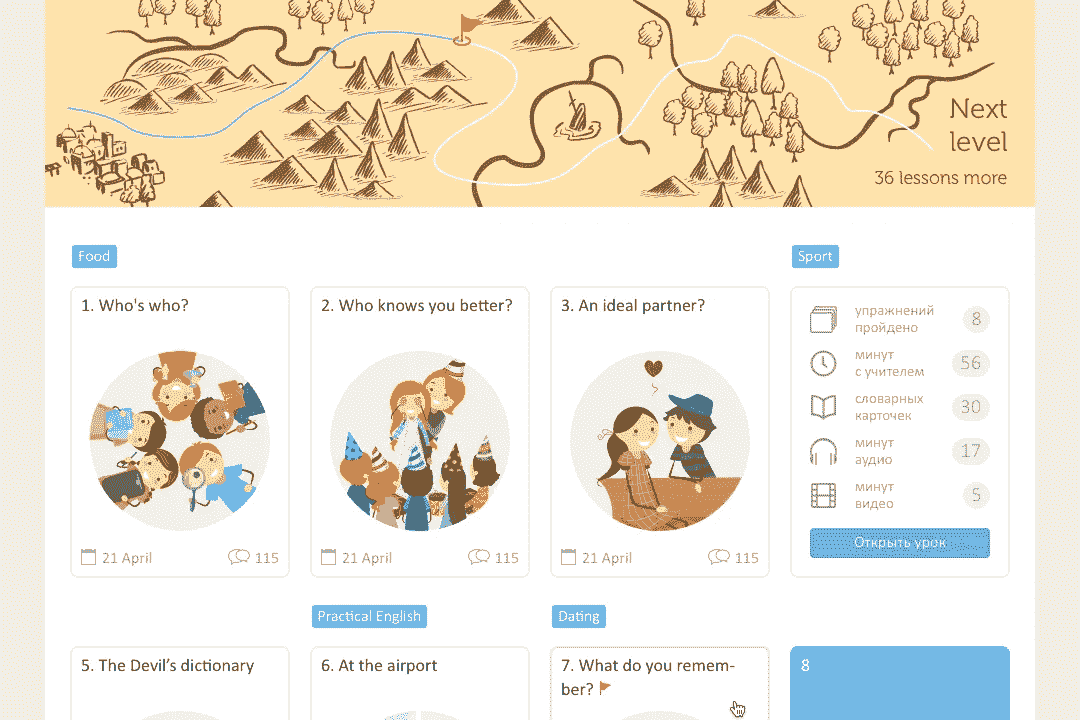 Next
level
36 lessons more
Food
Sport
1. Who's who?
2. Who knows you better?
3. An ideal partner?
упражнений
пройдено
8
минут
с учителем
56
словарных
карточек
30
минут
аудио
17
минут
видео
5
Открыть урок
21 April
115
21 April
115
21 April
115
Practical English
Dating
5. The Devil’s dictionary
6. At the airport
7. What do you remem-
ber?
8